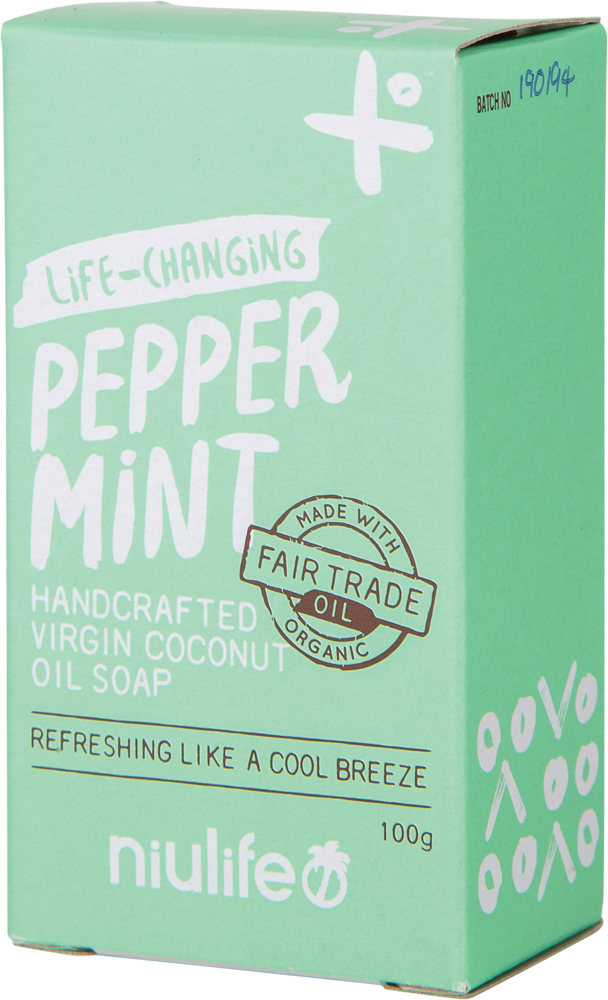 LiFE-CHANGiNG
PEPPER
MiNT
HANDCRAFTED
VIRGIN COCONUT
OIL SOAP
MADE WITH
FAIR TRADE
OIL
ORGANIC
REFRESHING LIKE A COOL BREEZE
100g
niulife
BATCH NO 190194